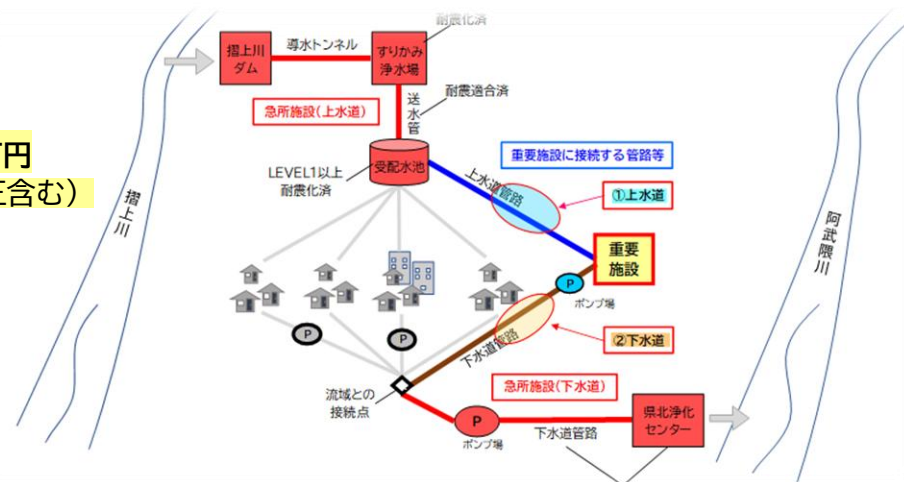 耐震化済
摺上川
ダム
導水トンネル
すりかみ
浄水場
急所施設(上水道)
送水管
耐震適合済
円
含む）
LEVEL1以上
耐震化済
受配水池
重要施設に接続する管路等
上水道管路
①上水道
摺上川
重要
施設
阿武隈川
P
ポンプ場
P
P
②下水道
下水道管路
流域との
接続点
急所施設(下水道)
P
ポンプ場
下水道管路
県北浄化
センター